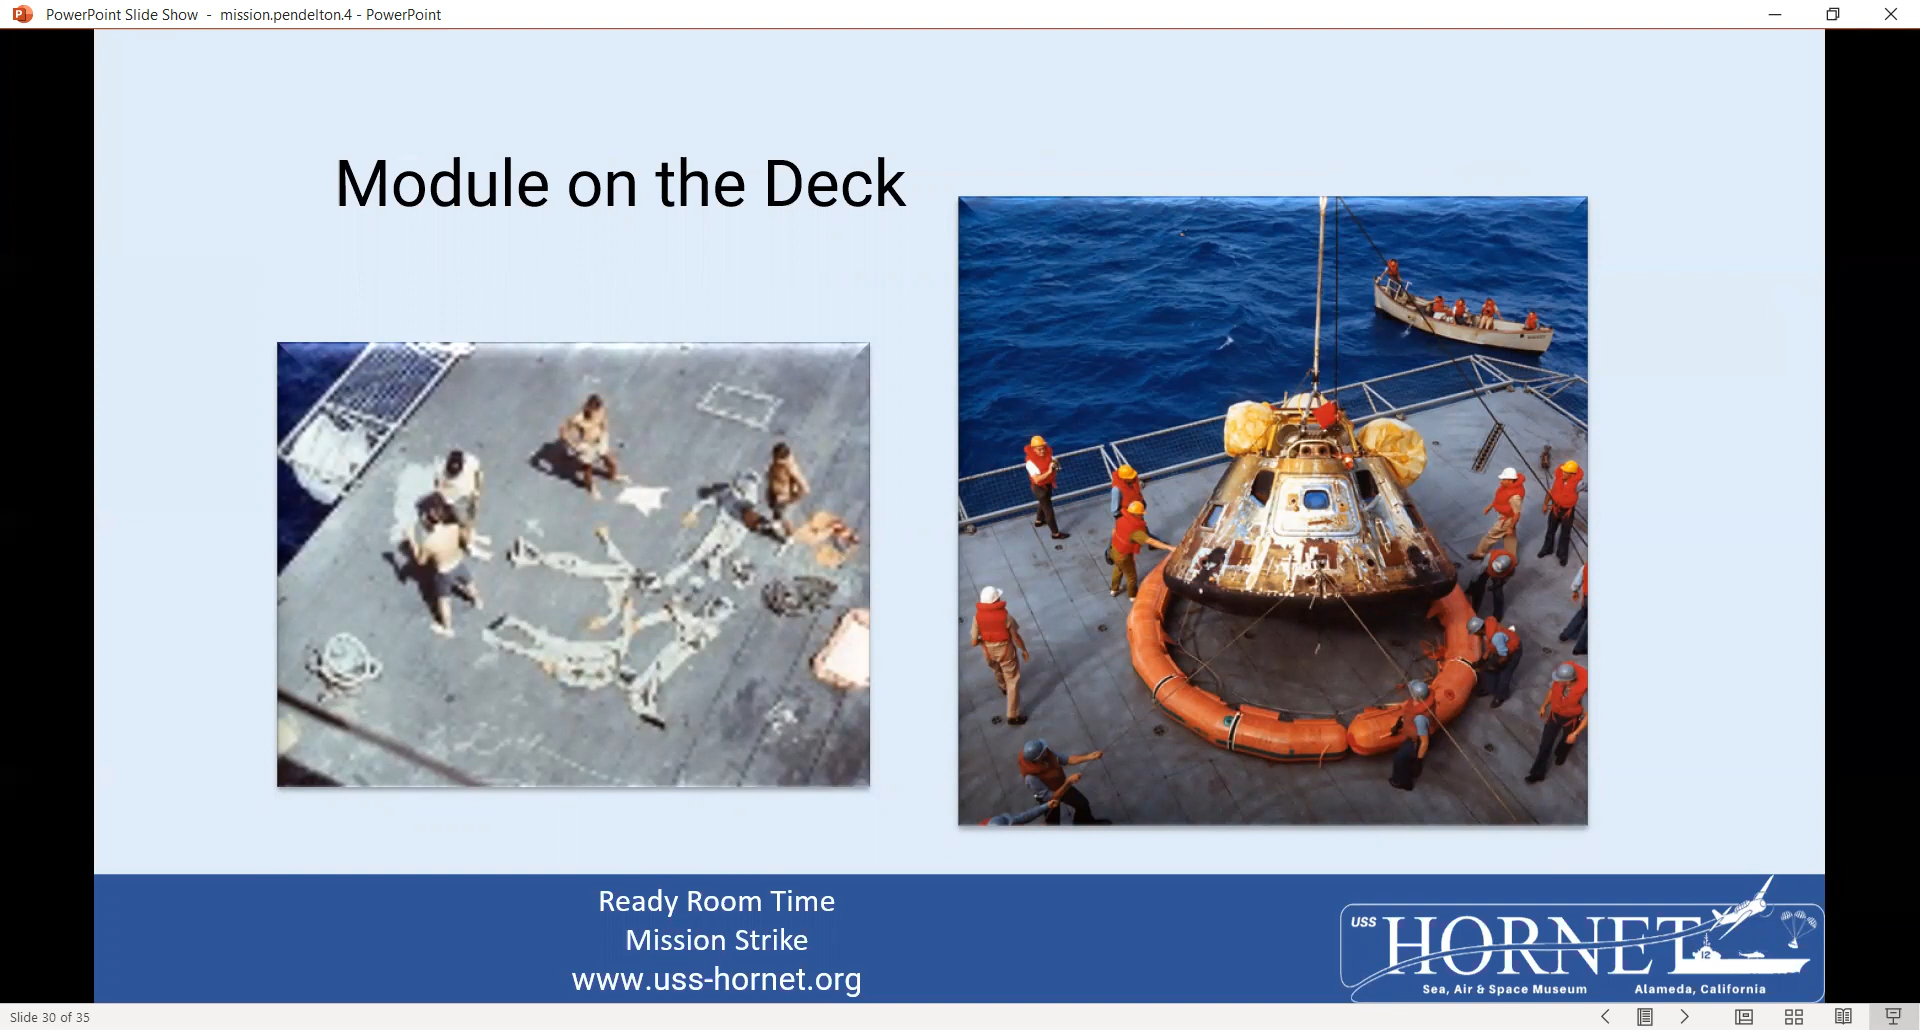 PowerPoint Slide Show - mission.pendelton.4 - PowerPoint
Module on the Deck
Ready Room Time
Mission Strike
www.uss-hornet.org
USS HORNET
12
Sea, Air & Space Museum Alameda, California
Slide 30 of 35